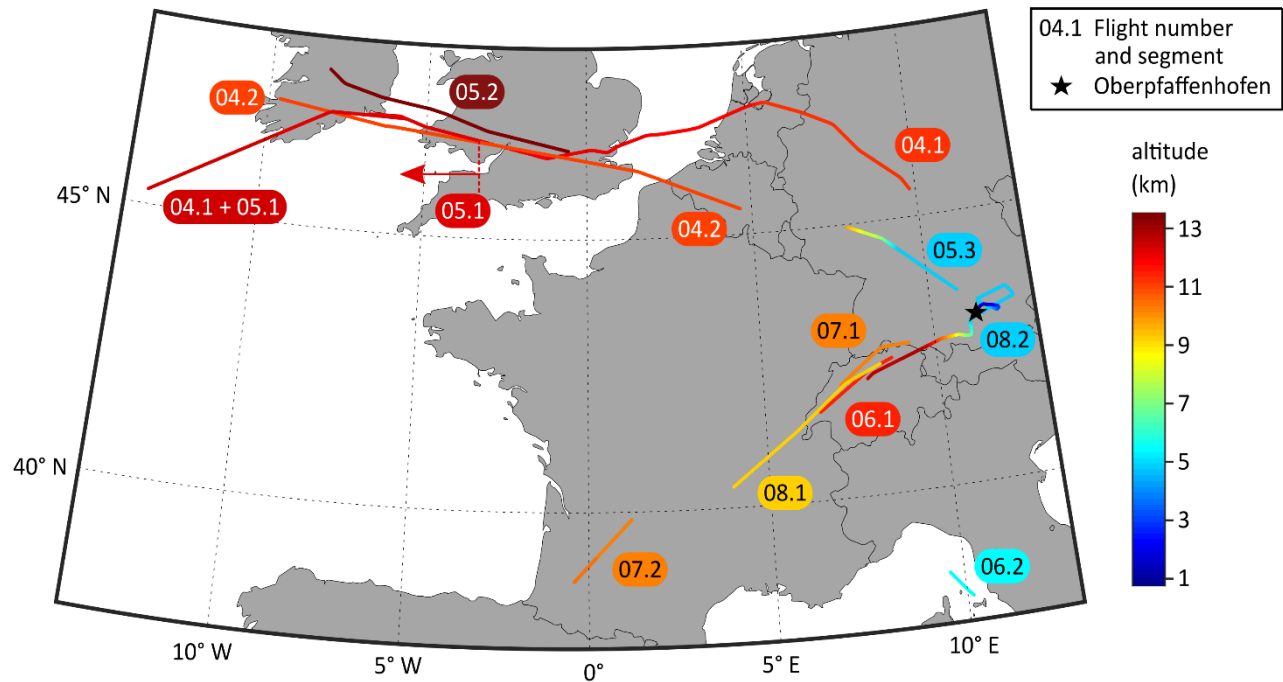 04.1 Flight number
and segment
★ Oberpfaffenhofen
04.2
05.2
04.1
45° N
04.1 + 05.1
05.1
04.2
05.3
07.1
08.2
06.1
40° N
08.1
07.2
06.2
10° W
5° W
0°
5° E
10° E
altitude
(km)
13
11
9
7
5
3
1